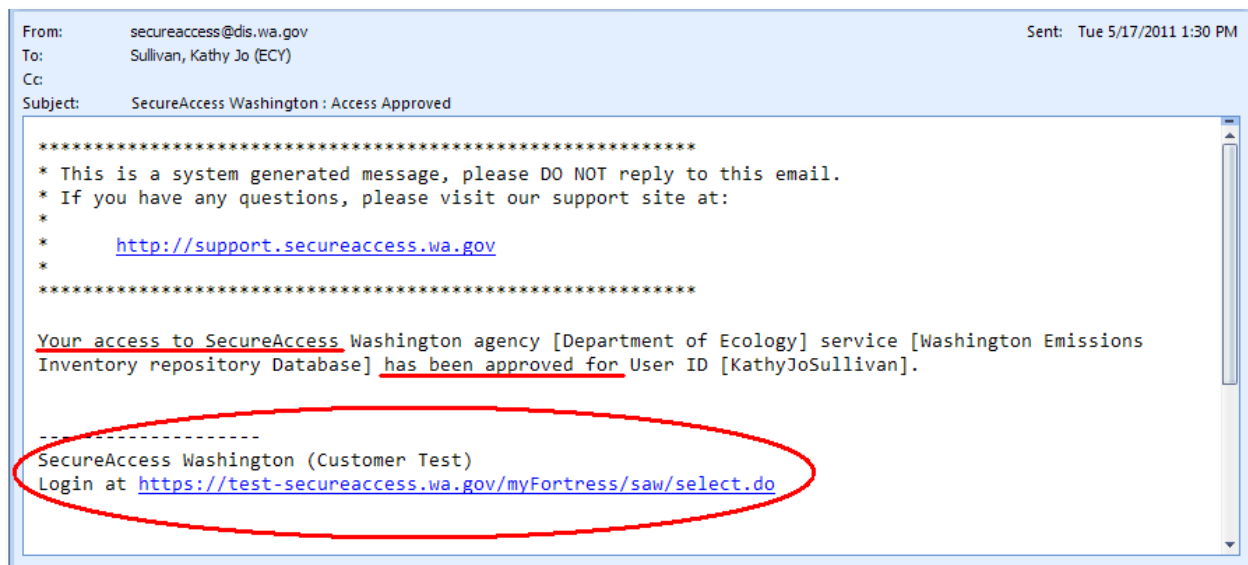 From: secureaccess@dis.wa.gov Sent: Tue 5/17/2011 1:30 PM
To: Sullivan, Kathy Jo (ECY)
Cc:
Subject: SecureAccess Washington : Access Approved
***********************************************************
* This is a system generated message, please DO NOT reply to this email.
* If you have any questions, please visit our support site at:
*
* http://support.secureaccess.wa.gov
*
***********************************************************
Your access to SecureAccess Washington agency [Department of Ecology] service [Washington Emissions
Inventory repository Database] has been approved for User ID [KathyJoSullivan].
--------------------
SecureAccess Washington (Customer Test)
Login at https://test-secureaccess.wa.gov/myFortress/saw/select.do